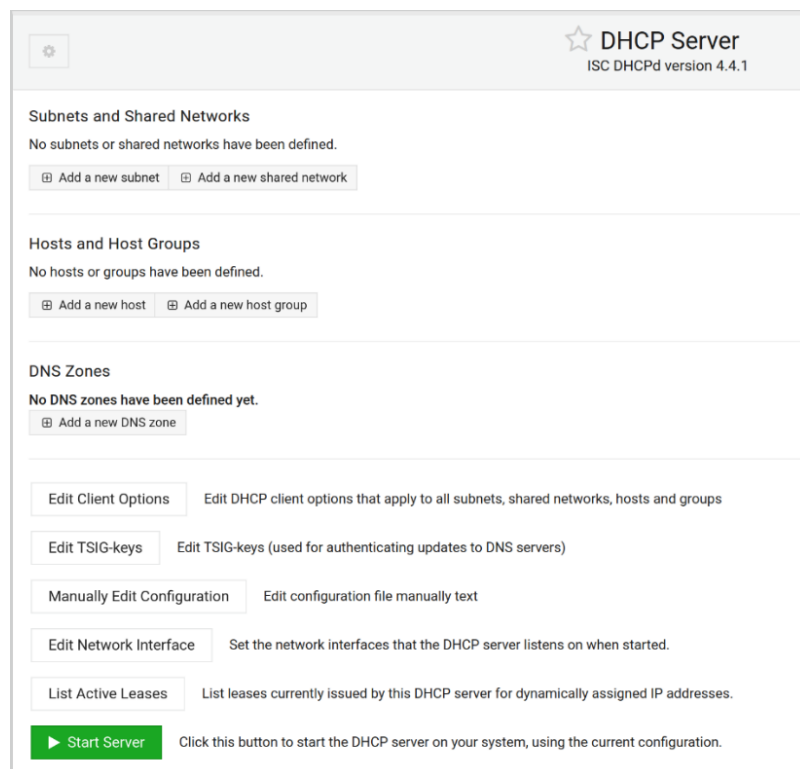 DHCP Server
ISC DHCPd version 4.4.1
Subnets and Shared Networks
No subnets or shared networks have been defined.
Add a new subnet Add a new shared network
Hosts and Host Groups
No hosts or groups have been defined.
Add a new host Add a new host group
DNS Zones
No DNS zones have been defined yet.
Add a new DNS zone
Edit Client Options Edit DHCP client options that apply to all subnets, shared networks, hosts and groups
Edit TSIG-keys Edit TSIG-keys (used for authenticating updates to DNS servers)
Manually Edit Configuration Edit configuration file manually text
Edit Network Interface Set the network interfaces that the DHCP server listens on when started.
List Active Leases List leases currently issued by this DHCP server for dynamically assigned IP addresses.
Start Server Click this button to start the DHCP server on your system, using the current configuration.